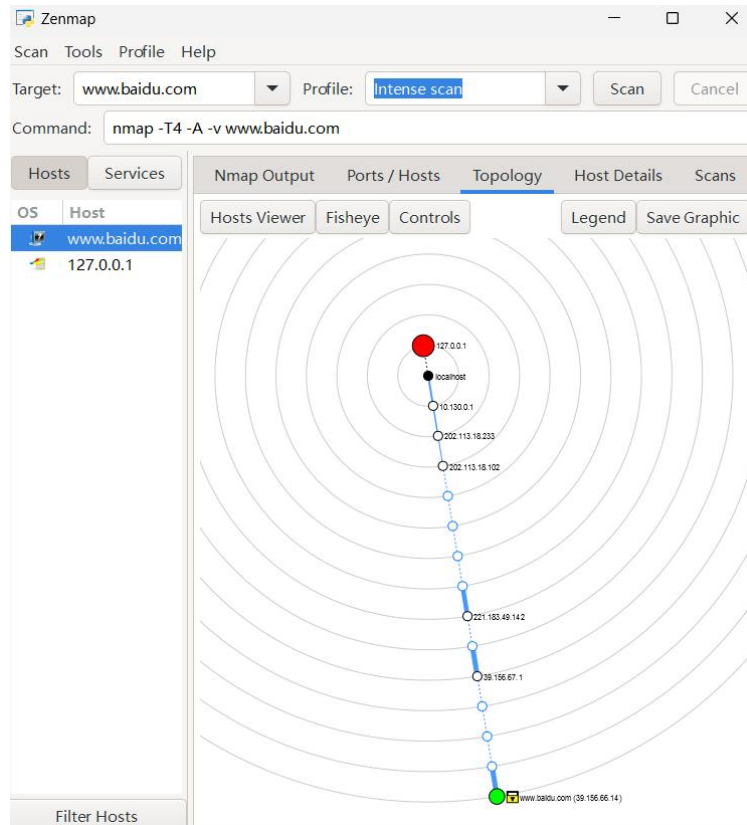 Zenmap
Scan Tools Profile Help
Target: www.baidu.com Profile: Intense scan Scan Cancel
Command: nmap -T4 -A -v www.baidu.com
Hosts Services
Nmap Output Ports / Hosts Topology Host Details Scans
OS Host
Hosts Viewer Fisheye Controls Legend Save Graphic
www.baidu.com
127.0.0.1
127.0.0.1
localhost
10.130.0.1
202.113.18.233
202.113.18.102
221.183.49.142
39.156.67.1
www.baidu.com (39.156.66.14)
Filter Hosts